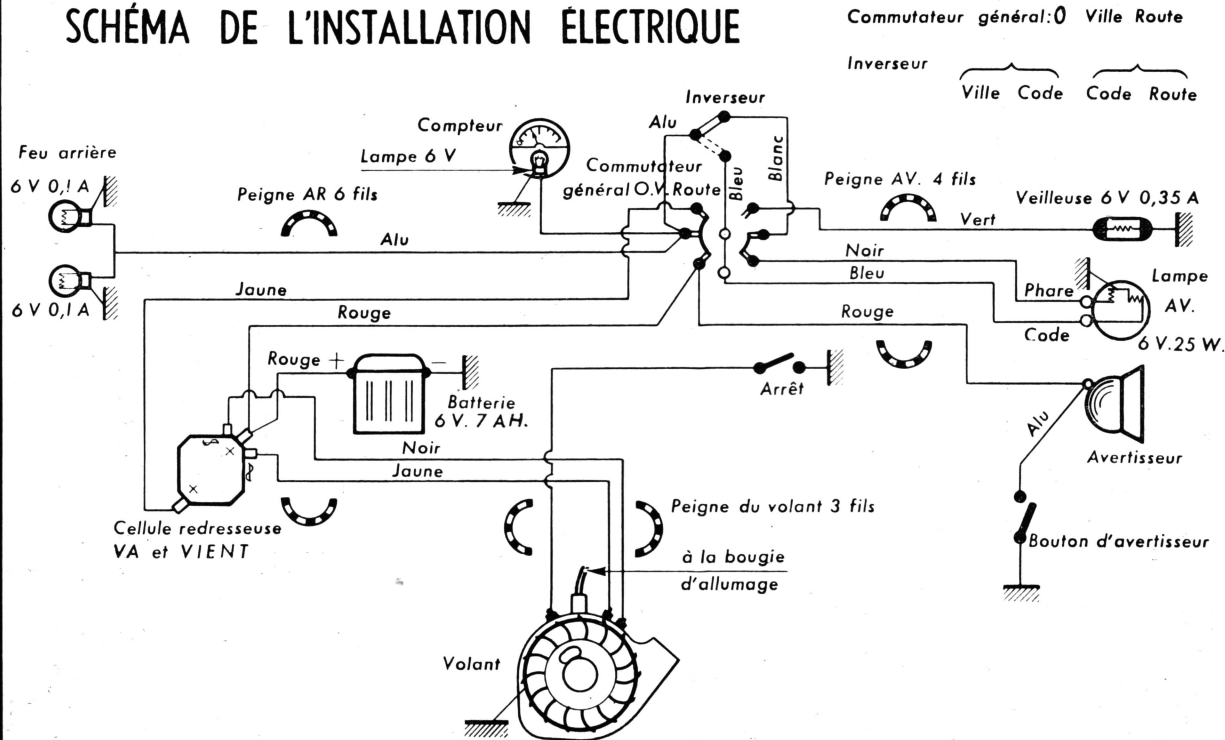 SCHÉMA DE L'INSTALLATION ÉLECTRIQUE
Commutateur général:0 Ville Route
Inverseur
Ville Code Code Route
Inverseur
Compteur
Alu
Lampe 6 V
Feu arrière
6 V 0,1 A
Peigne AR 6 fils
Commutateur
général O.V. Route
Bleu
Blanc
Peigne AV. 4 fils
Veilleuse 6 V 0,35 A
Vert
Alu
Noir
Bleu
Jaune
Phare
Lampe
AV.
6 V 0,1 A
Rouge
Rouge
Code
6 V.25 W.
Rouge +
−
Batterie
6 V. 7 AH.
Arrêt
Noir
Jaune
Alu
Avertisseur
Cellule redresseuse
VA et VIENT
Peigne du volant 3 fils
Bouton d'avertisseur
à la bougie
d'allumage
Volant